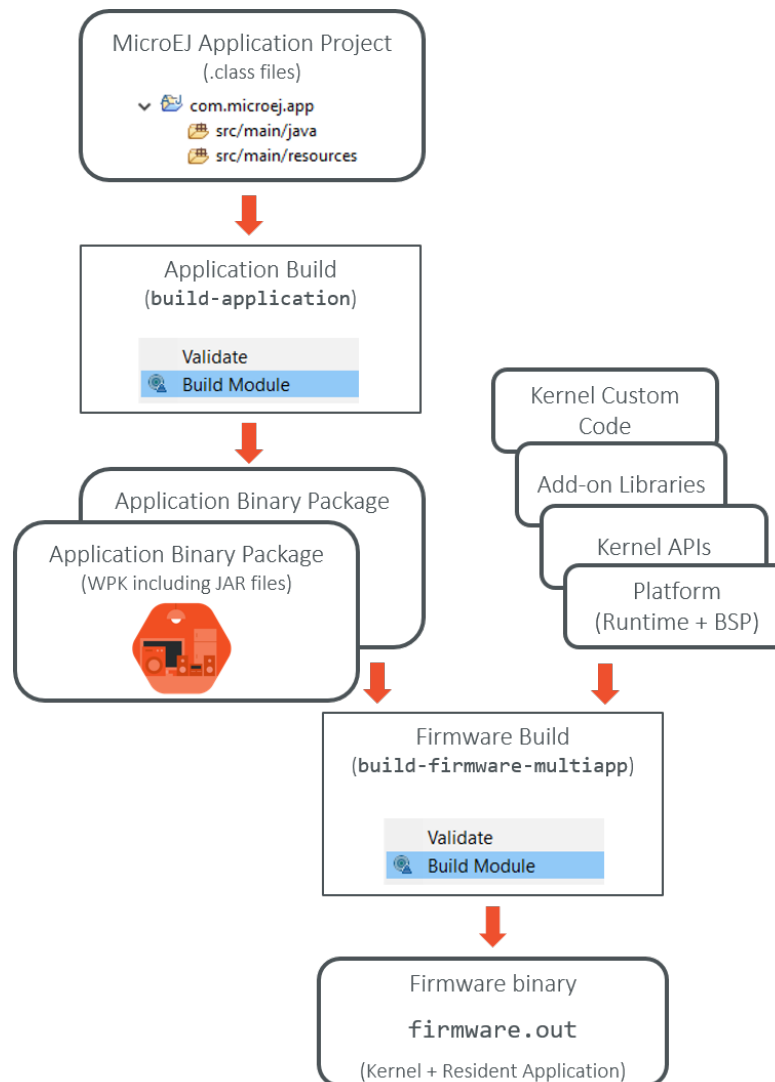 MicroEJ Application Project
(.class files)
com.microej.app
src/main/java
src/main/resources
Application Build
(build-application)
Validate
Build Module
Application Binary Package
Application Binary Package
(WPK including JAR files)
Kernel Custom
Code
Add-on Libraries
Kernel APIs
Platform
(Runtime + BSP)
Firmware Build
(build-firmware-multiapp)
Validate
Build Module
Firmware binary
firmware.out
(Kernel + Resident Application)